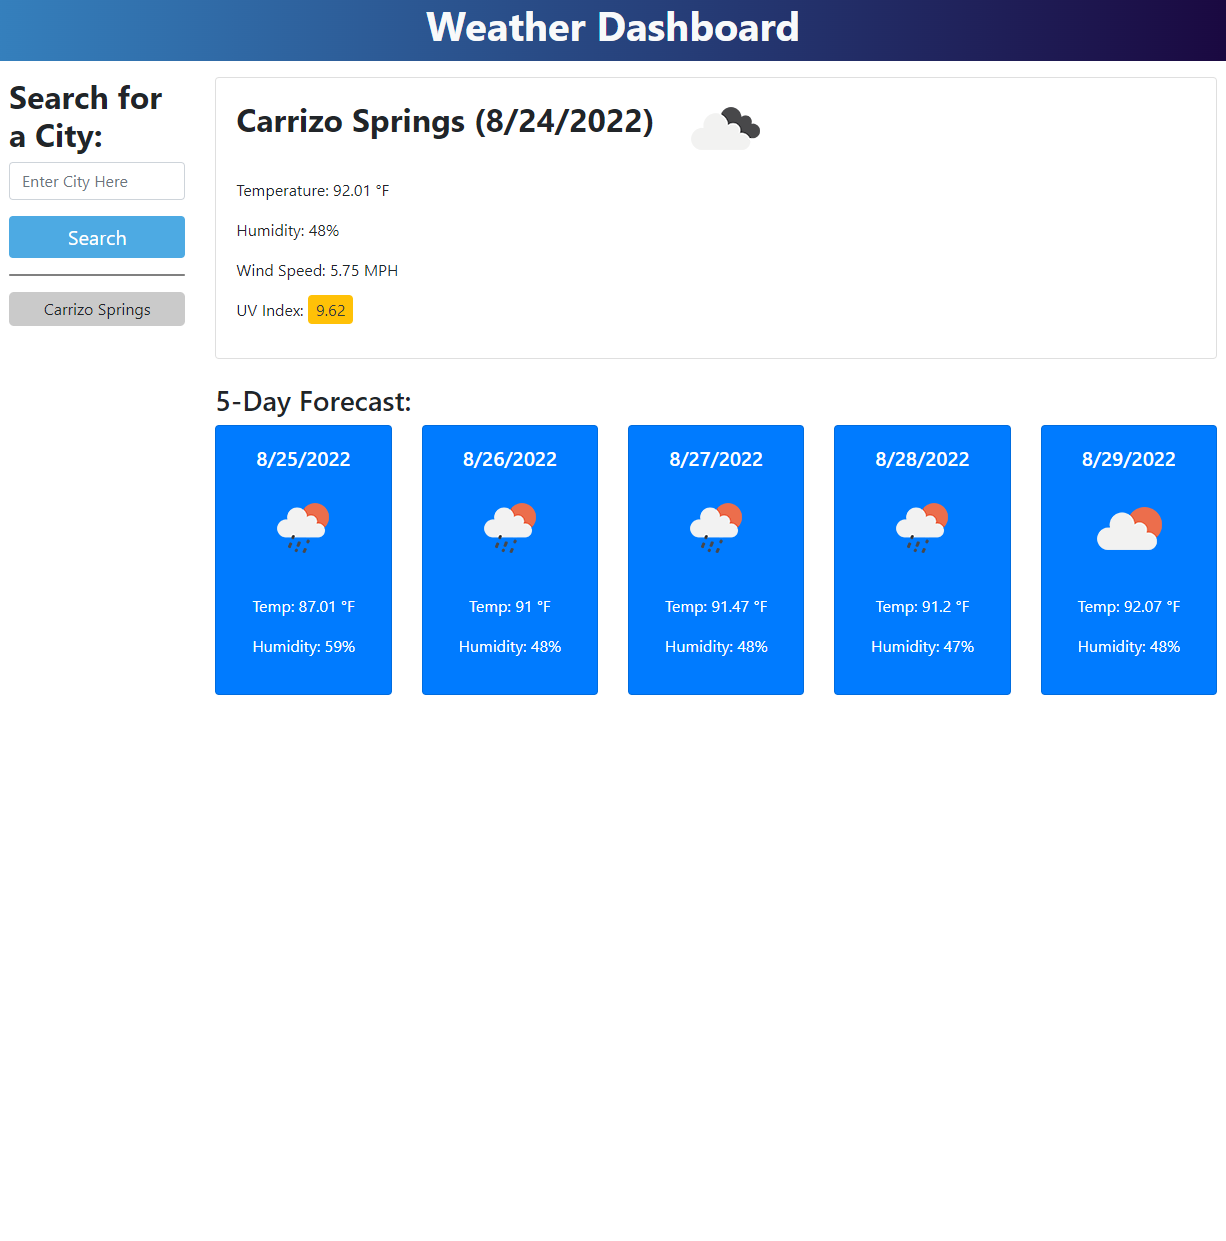 Weather Dashboard
Search for
a City:
Enter City Here
Search
Carrizo Springs
Carrizo Springs (8/24/2022)
Temperature: 92.01 °F
Humidity: 48%
Wind Speed: 5.75 MPH
UV Index: 9.62
5-Day Forecast:
8/25/2022
Temp: 87.01 °F
Humidity: 59%
8/26/2022
Temp: 91 °F
Humidity: 48%
8/27/2022
Temp: 91.47 °F
Humidity: 48%
8/28/2022
Temp: 91.2 °F
Humidity: 47%
8/29/2022
Temp: 92.07 °F
Humidity: 48%